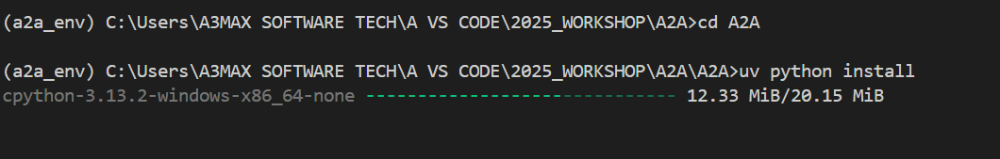 (a2a_env) C:\Users\A3MAX SOFTWARE TECH\A VS CODE\2025_WORKSHOP\A2A>cd A2A
(a2a_env) C:\Users\A3MAX SOFTWARE TECH\A VS CODE\2025_WORKSHOP\A2A\A2A>uv python install
cpython-3.13.2-windows-x86_64-none ------------------------------ 12.33 MiB/20.15 MiB